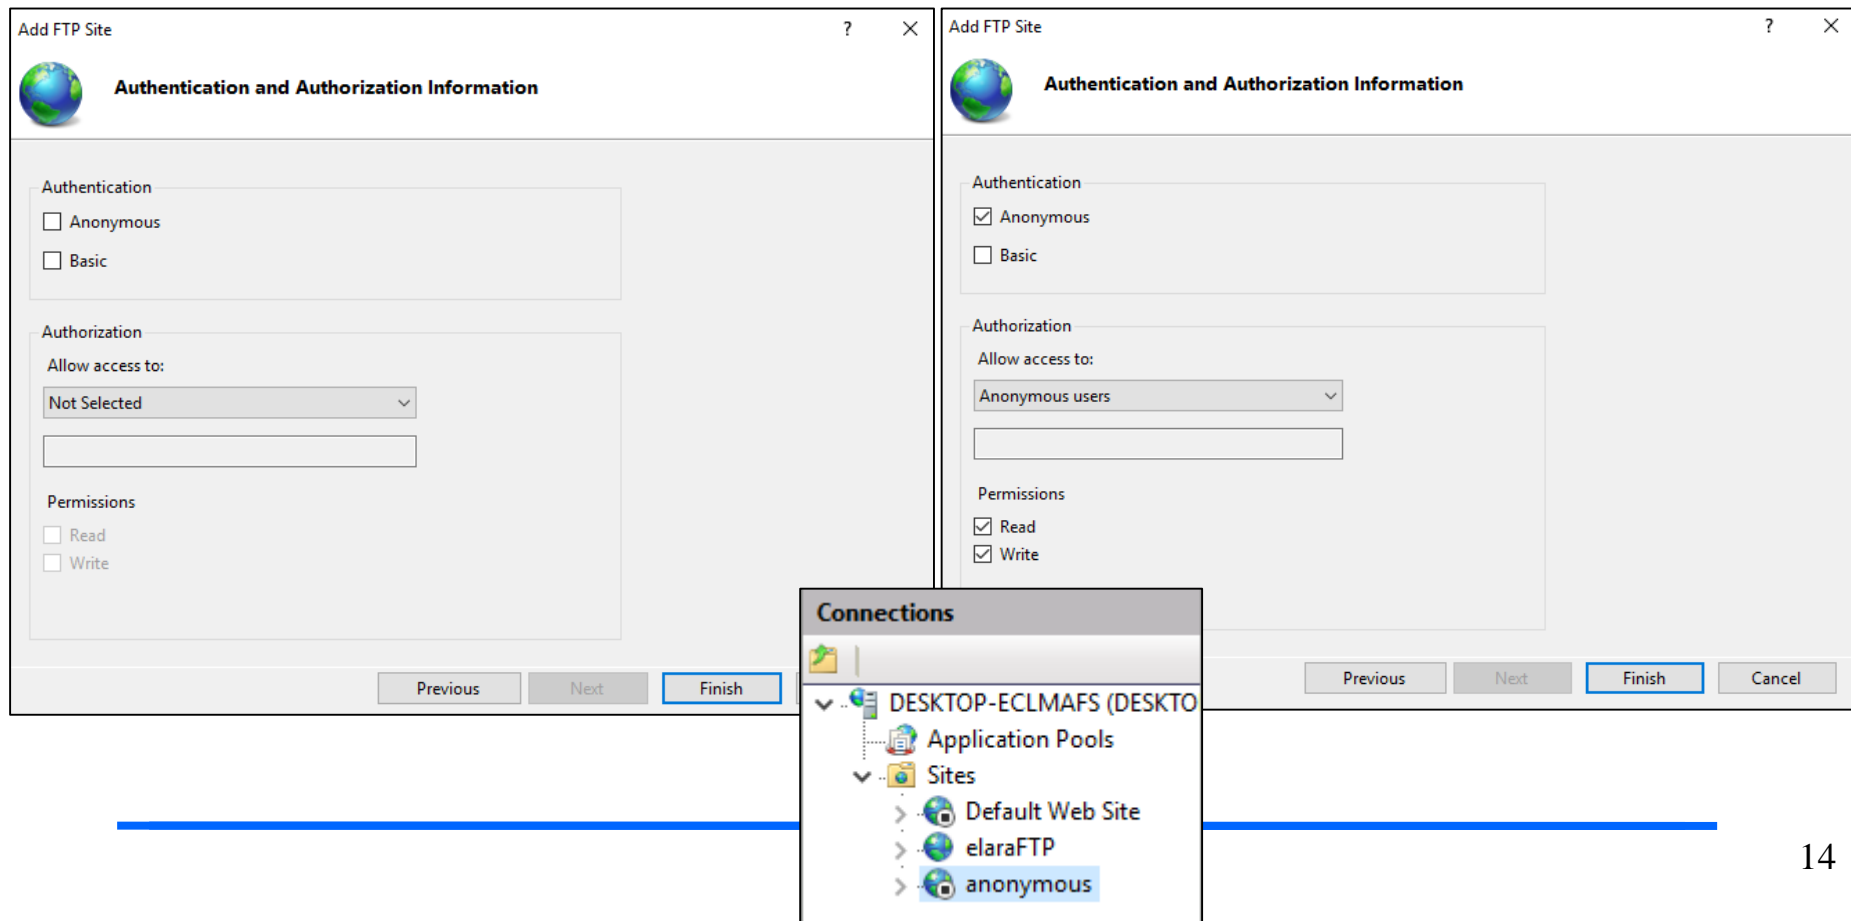 Add FTP Site
?
Authentication and Authorization Information
Authentication
Anonymous
Basic
Authorization
Allow access to:
Not Selected
Permissions
Read
Write
Previous
Next
Finish
Add FTP Site
?
Authentication and Authorization Information
Authentication
Anonymous
Basic
Authorization
Allow access to:
Anonymous users
Permissions
Read
Write
Previous
Next
Finish
Cancel
Connections
DESKTOP-ECLMAFS (DESKTO
Application Pools
Sites
Default Web Site
elaraFTP
anonymous
14